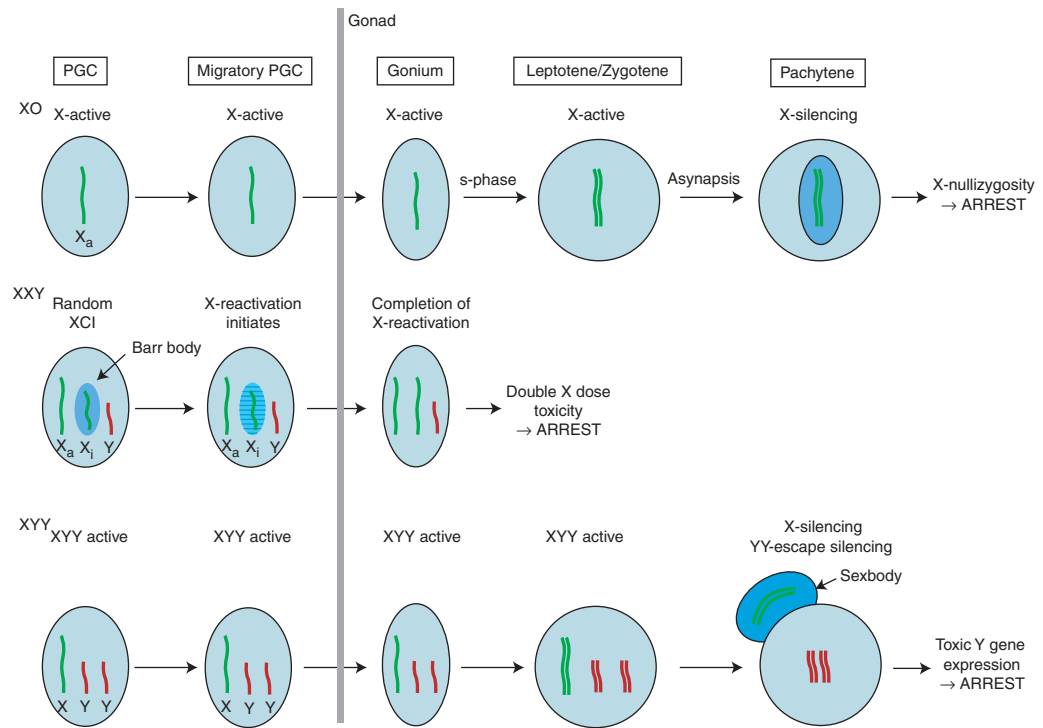 Gonad
PGC
Migratory PGC
Gonium
Leptotene/Zygotene
Pachytene
XO
X-active
X-active
X-active
X-active
X-silencing
s-phase
Asynapsis
X-nullizygosity
→ ARREST
Xa
XXY
Random
XCI
X-reactivation
initiates
Completion of
X-reactivation
Barr body
Double X dose
toxicity
→ ARREST
Xa Xi Y
Xa Xi Y
XYY
XYY active
XYY active
XYY active
XYY active
X-silencing
YY-escape silencing
Sexbody
Toxic Y gene
expression
→ ARREST
X Y Y
X Y Y